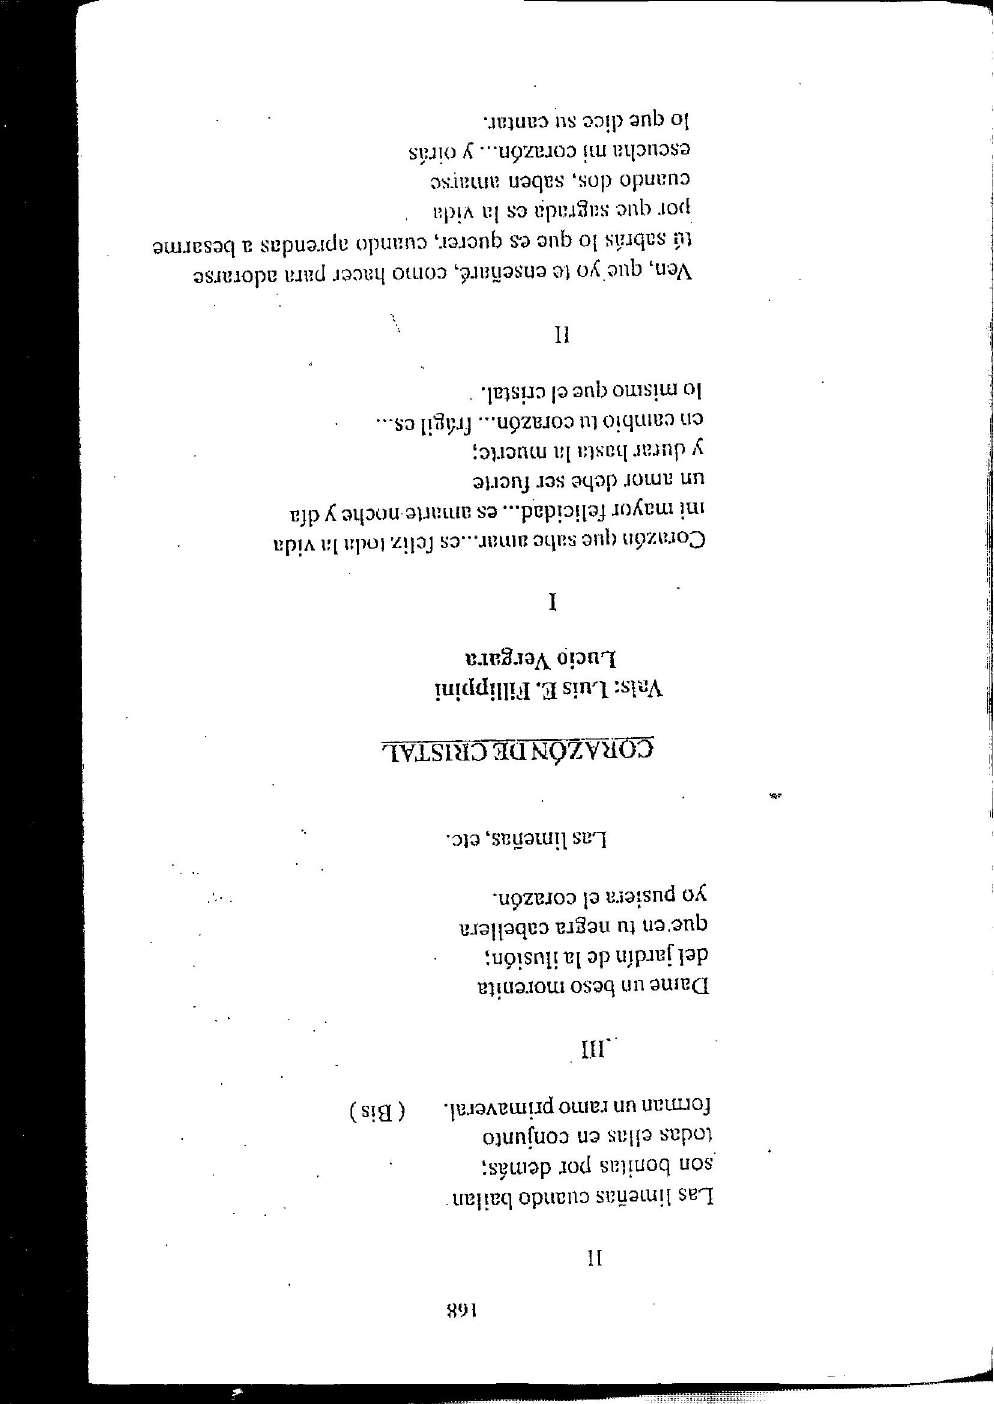 168
II
Las limeñas cuando bailan
son bonitas por demás;
todas ellas en conjunto
forman un ramo primaveral. ( Bis )
III
Dame un beso morenita
del jardín de la ilusión;
que en tu negra cabellera
yo pusiera el corazón.
Las limeñas, etc.
CORAZÓN DE CRISTAL
Vals: Luis E. Fillippini
Lucio Vergara
I
Corazón que sabe amar...es feliz toda la vida
mi mayor felicidad... es amarte noche y día
un amor debe ser fuerte
y durar hasta la muerte;
en cambio tu corazón... frágil es...
lo mismo que el cristal.
II
Ven, que yo te enseñaré, como hacer para adorarse
tú sabrás lo que es querer, cuando aprendas a besarme
por que sagrada es la vida
cuando dos, saben amarse
escucha mi corazón... y oirás
lo que dice su cantar.